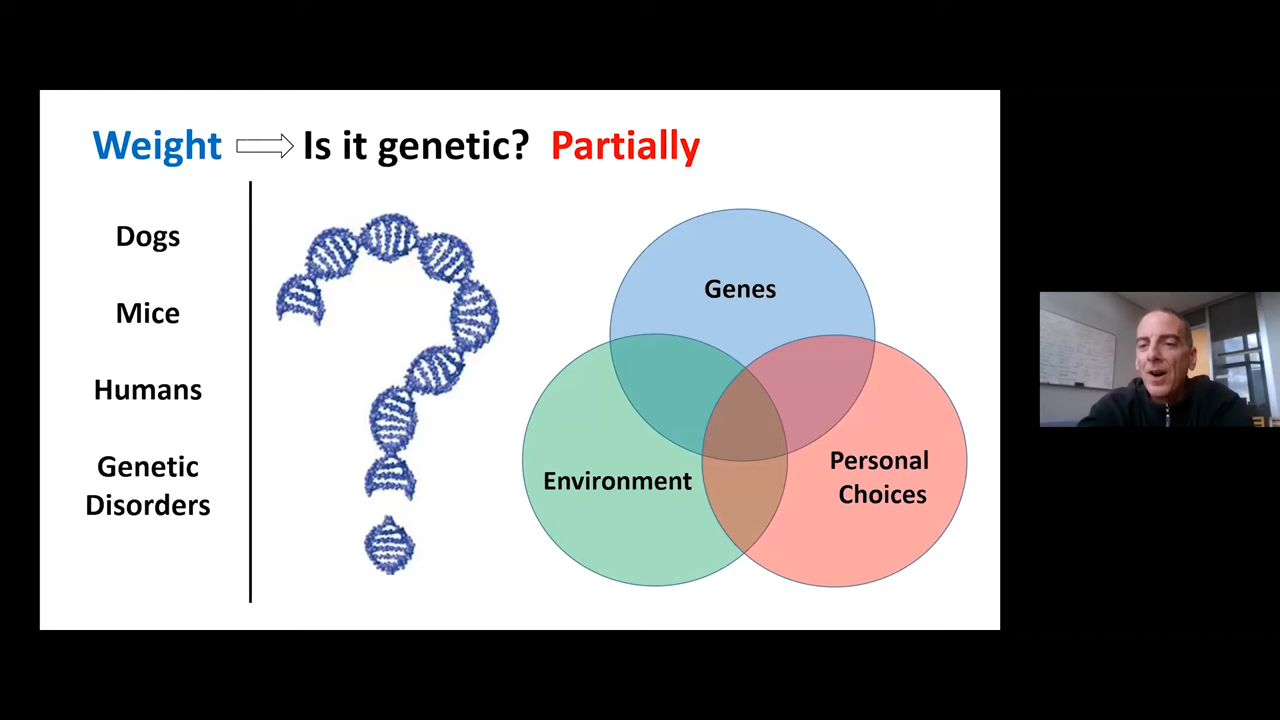 Weight Is it genetic? Partially
Dogs
Mice
Humans
Genetic
Disorders
Genes
Environment
Personal
Choices